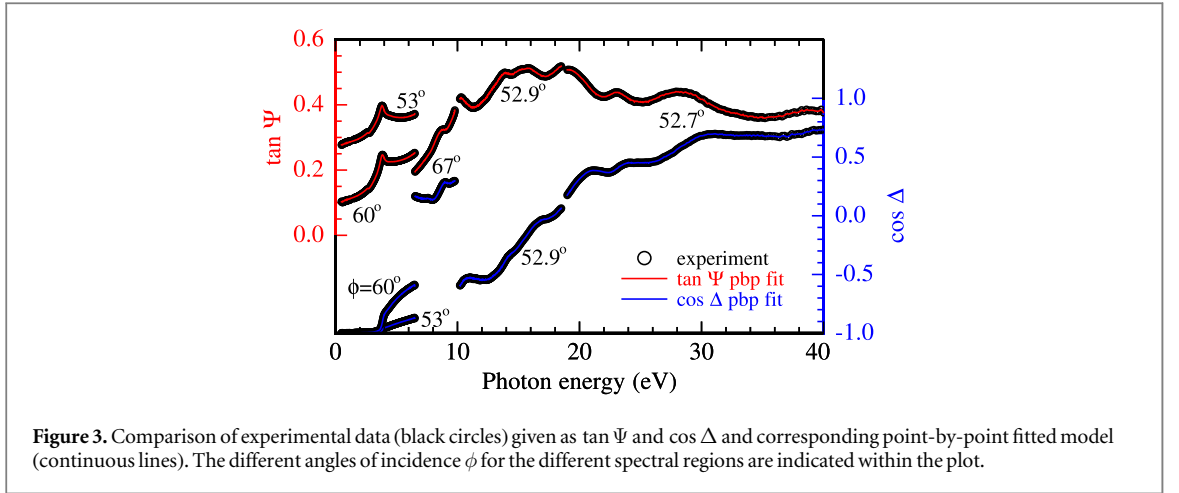 0.6
0.4
0.2
0.0
tan Ψ
53°
60°
67°
52.9°
52.7°
52.9°
ϕ=60°
53°
experiment
tan Ψ pbp fit
cos Δ pbp fit
1.0
0.5
0.0
-0.5
-1.0
cos Δ
0 10 20 30 40
Photon energy (eV)
Figure 3. Comparison of experimental data (black circles) given as tan Ψ and cos Δ and corresponding point-by-point fitted model
(continuous lines). The different angles of incidence ϕ for the different spectral regions are indicated within the plot.